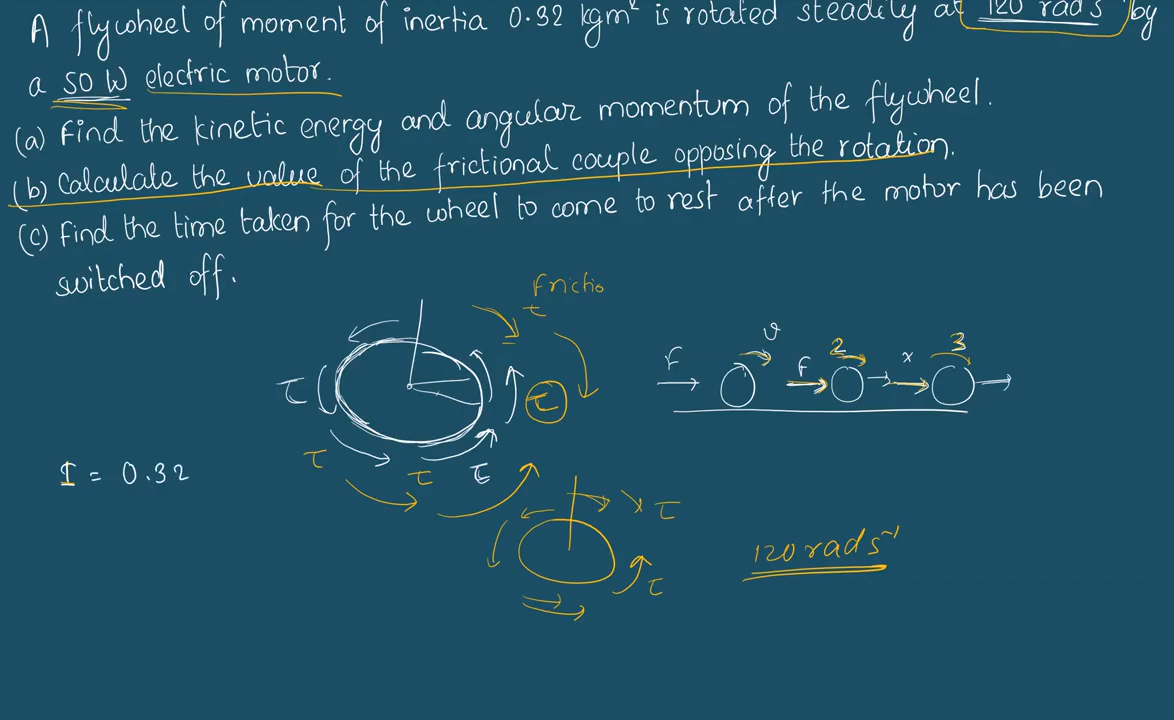 A flywheel of moment of inertia 0.32 kgm² is rotated steadily at 120 rads⁻¹ by
a 50 W electric motor.
(a) Find the kinetic energy and angular momentum of the flywheel.
(b) Calculate the value of the frictional couple opposing the rotation.
(c) Find the time taken for the wheel to come to rest after the motor has been
switched off.
Frictio
τ
τ
τ
τ
τ
τ
F
v
F
2
x
3
I = 0.32
τ
τ
120 rad s⁻¹